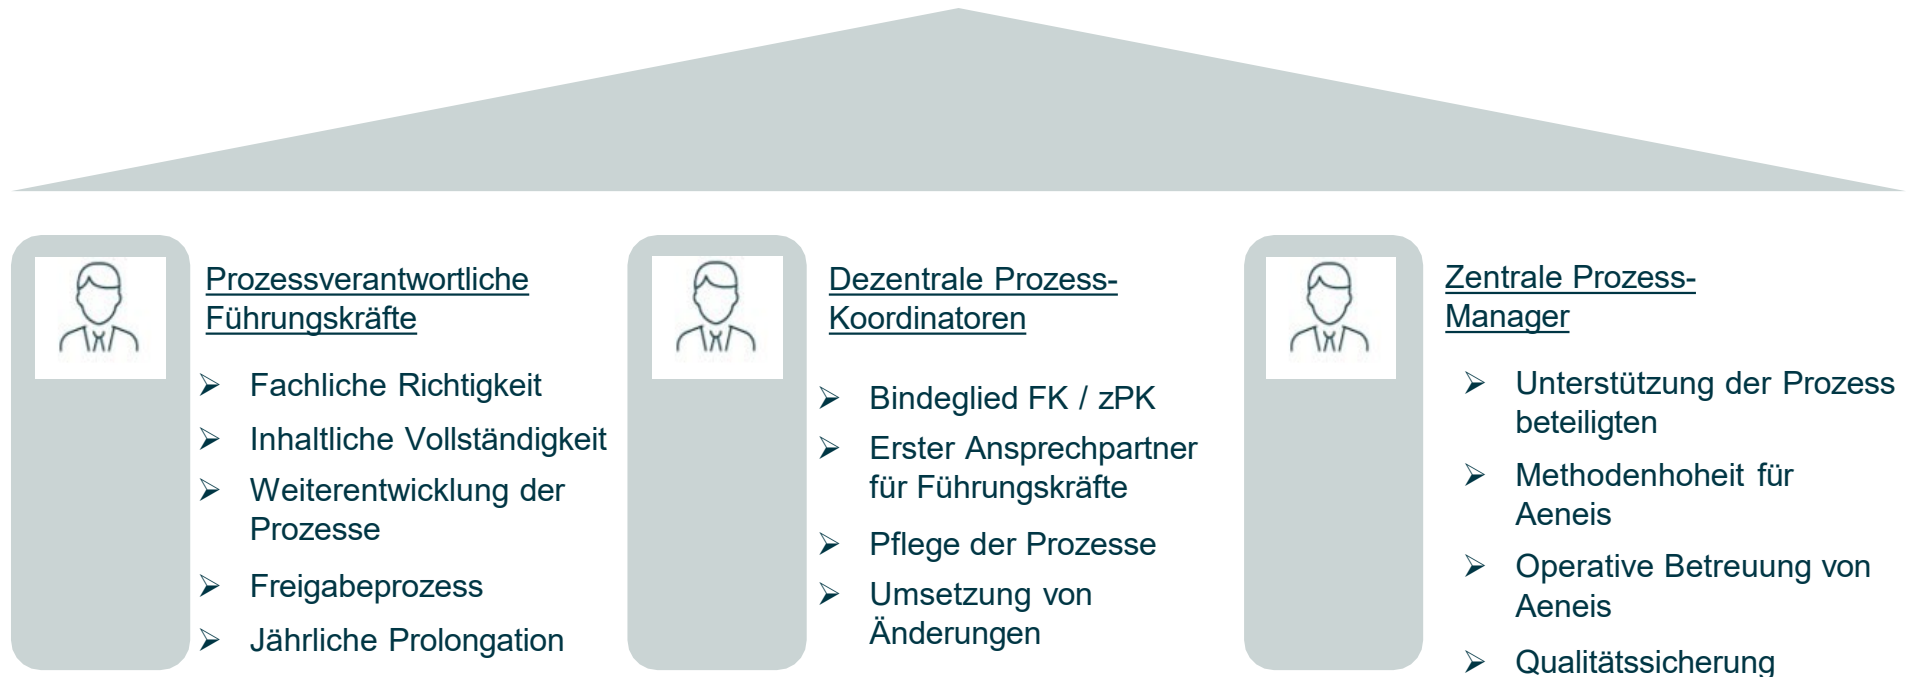 Prozessverantwortliche
Führungskräfte
Fachliche Richtigkeit
Inhaltliche Vollständigkeit
Weiterentwicklung der
Prozesse
Freigabeprozess
Jährliche Prolongation
Dezentrale Prozess-
Koordinatoren
Bindeglied FK / zPK
Erster Ansprechpartner
für Führungskräfte
Pflege der Prozesse
Umsetzung von
Änderungen
Zentrale Prozess-
Manager
Unterstützung der Prozess
beteiligten
Methodenhoheit für
Aeneis
Operative Betreuung von
Aeneis
Qualitätssicherung